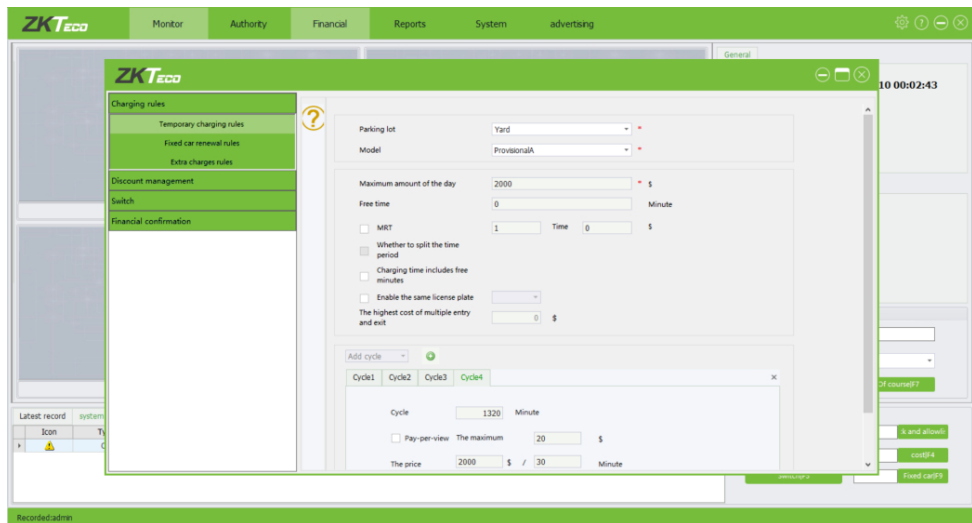 ZKTECO
Monitor Authorty Financial Reports System advertising
General
ZKTECO
10 00:02:43
Charging rules
Temporary charging rules
Fixed car renewal rules
Extra charges rules
Discount management
Switch
Financial confirmation
?
Parking lot Yard *
Model ProvisionalA *
Maximum amount of the day 2000 * $
Free time 0 Minute
MRT 1 Time 0 $
Whether to split the time
period
Charging time includes free
minutes
Enable the same license plate
The highest cost of multiple entry
and exit 0 $
Add cycle
Cycle1 Cycle2 Cycle3 Cycle4
Cycle 1320 Minute
Pay-per-view The maximum 20 $
The price 2000 $ / 30 Minute
Of course|F7
Latest record system
Icon Ty
k and allowin
cost|F4
Fixed car|F9
Recorded:admin